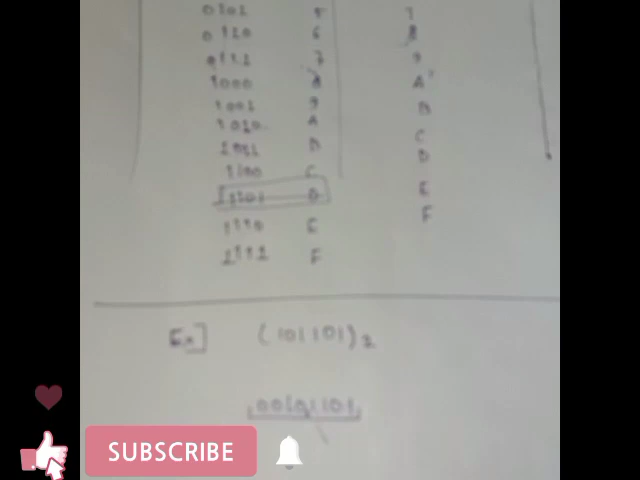 0101 5 7
0110 6 8
0111 7 9
1000 8 A
1001 9 B
1010 A C
1011 B D
1100 C
1101 D E
1110 E F
1111 F
Ex] (101101)2
00101101
SUBSCRIBE